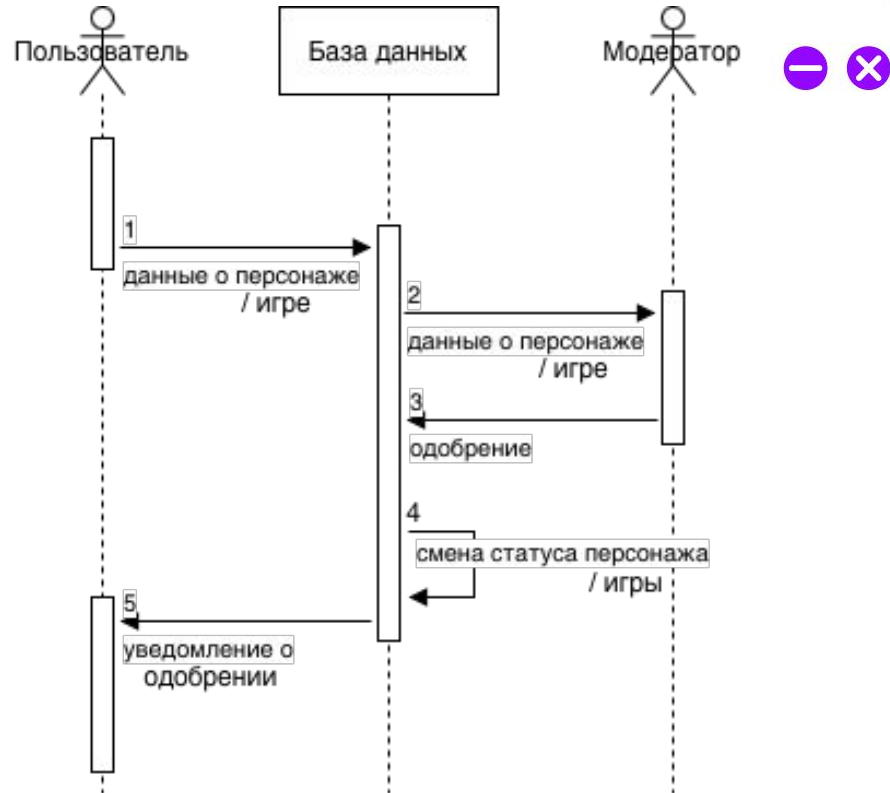 Пользователь
База данных
Модератор
1
данные о персонаже
/ игре
2
данные о персонаже
/ игре
3
одобрение
4
смена статуса персонажа
/ игры
5
уведомление о
одобрении